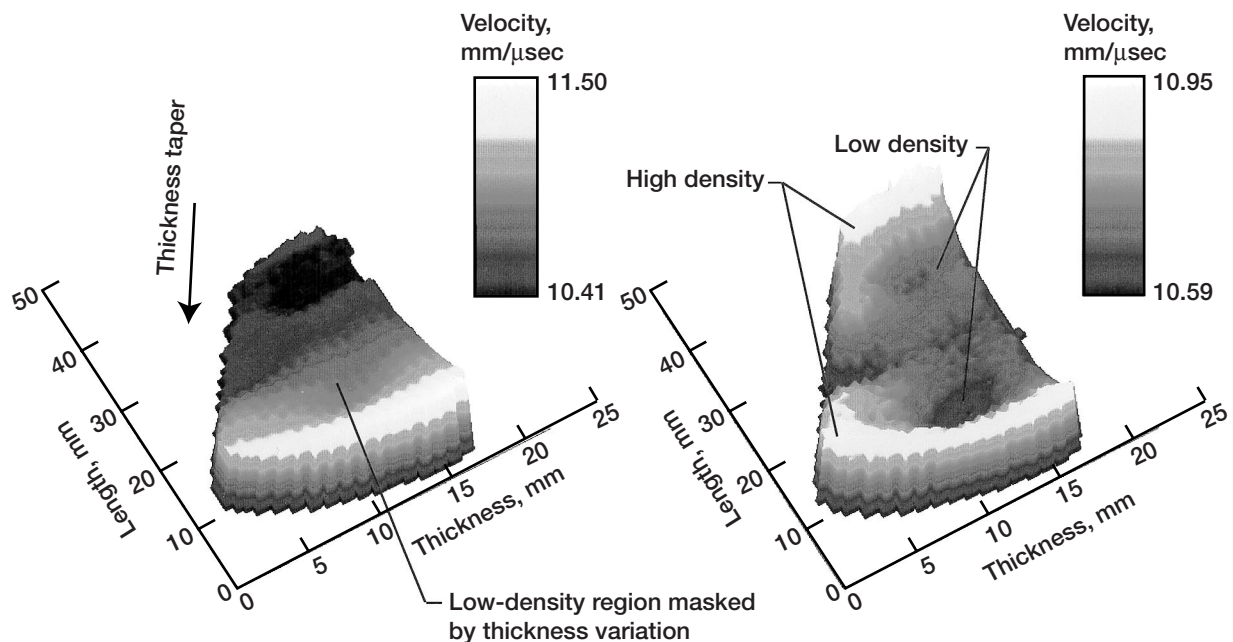 Velocity,
mm/μsec
11.50
10.41
Thickness taper
50
40
30
20
10
0
Length, mm
0
5
10
15
20
25
Thickness, mm
Low-density region masked
by thickness variation
Velocity,
mm/μsec
10.95
10.59
Low density
High density
50
40
30
20
10
0
Length, mm
0
5
10
15
20
25
Thickness, mm